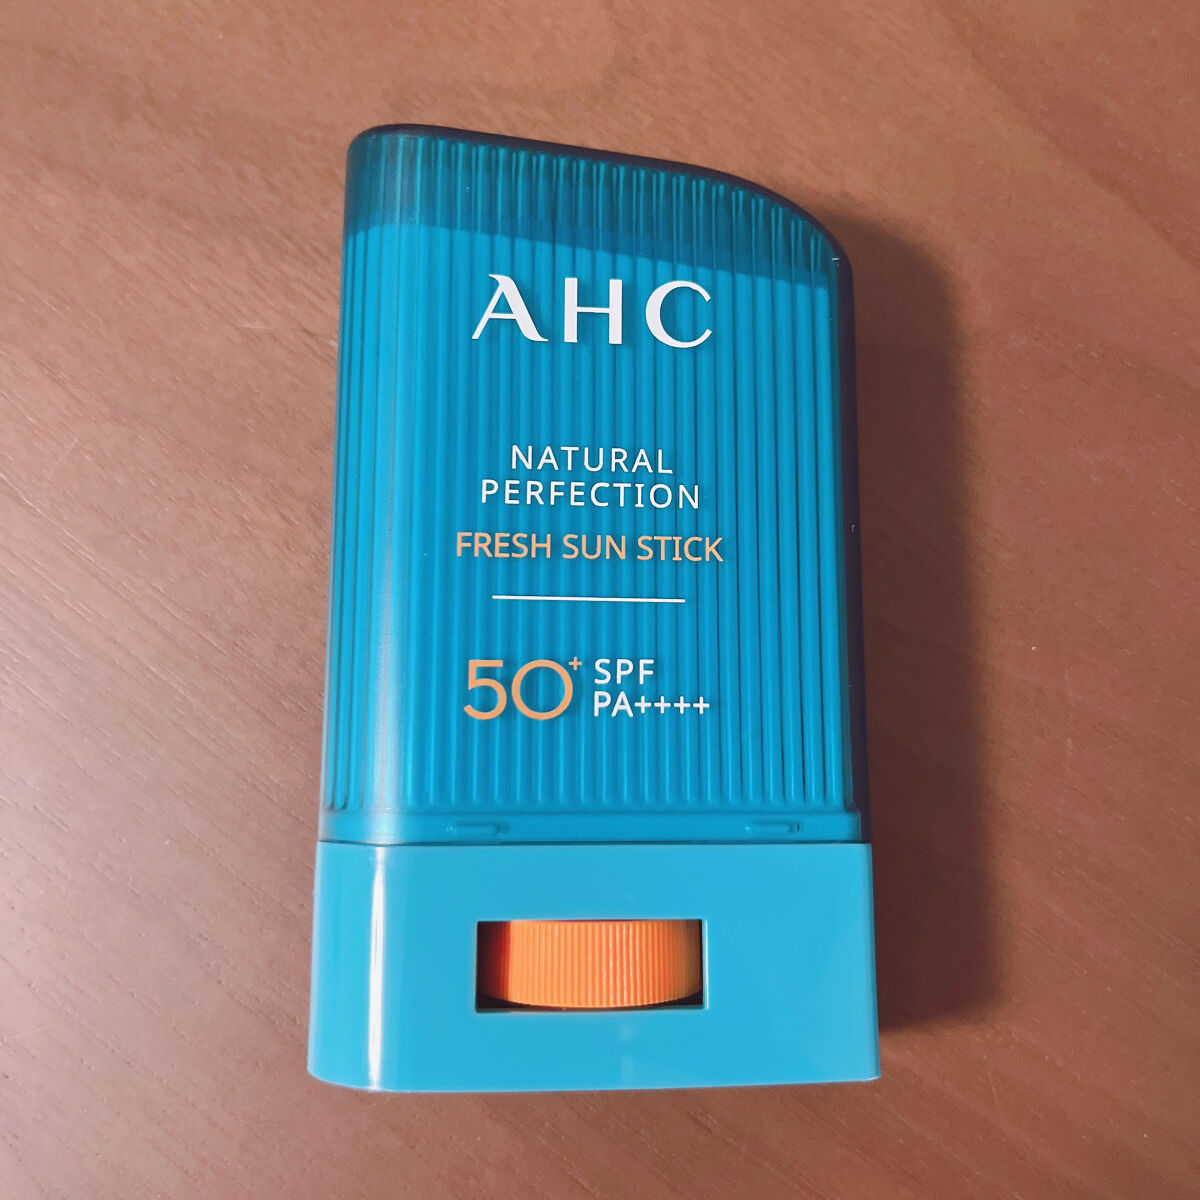 AHC
NATURAL
PERFECTION
FRESH SUN STICK
50+ SPF
PA++++